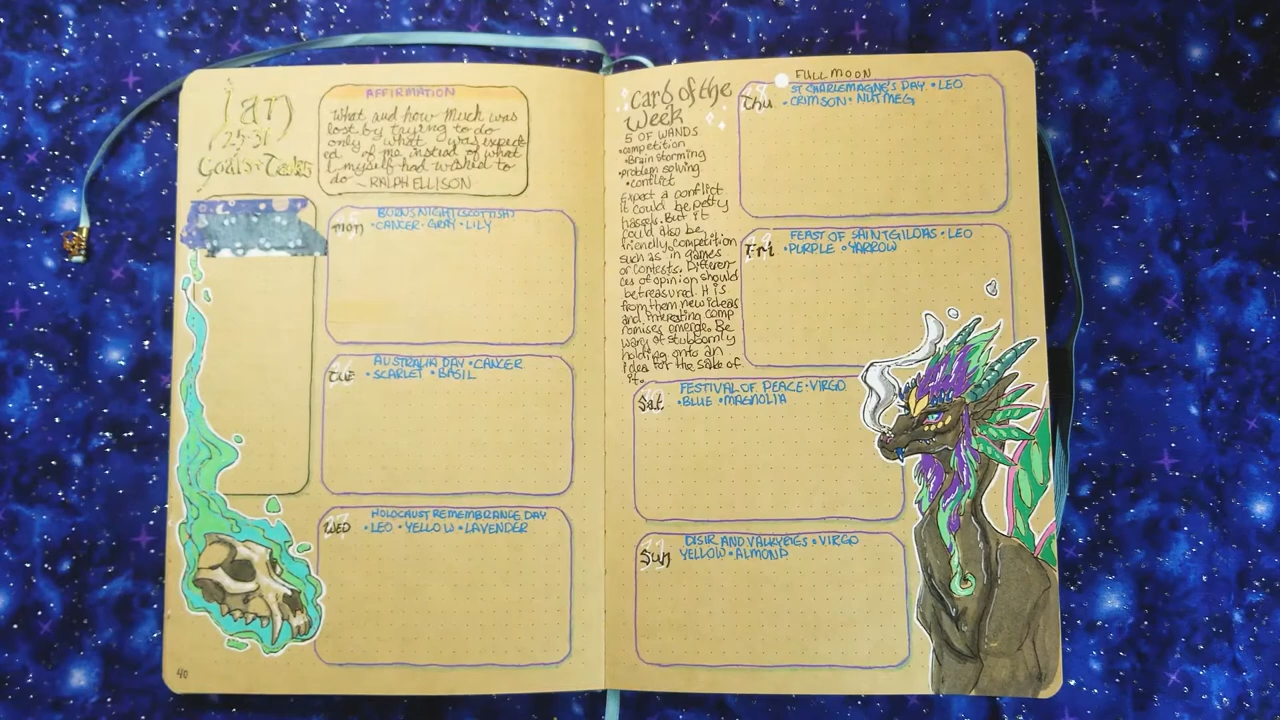 Jan
25-31
Goals+Tasks
AFFIRMATION
What and how much was
lost by trying to do
only what was expect
ed of me instead of what
I myself had wished to
do ~ RALPH ELLISON
BURNS NIGHT (SCOTTISH)
Mon •CANCER•GRAY•LILY
AUSTRALIA DAY •CANCER
Tue •SCARLET •BASIL
HOLOCAUST REMEMBRANCE DAY
Wed •LEO •YELLOW •LAVENDER
40
Card of the
Week
5 OF WANDS
•competition
•Brain storming
•problem solving
•conflict
Expect a conflict
it could be petty
hassels. But it
could also be
friendly competition
such as in games
or contests. Differen
ces of opinion should
be treasured. It is
from them new ideas
and interesting comp
romises emerge. Be
wary of stubbornly
holding onto an
idea for the sake of
it.
FULL MOON
28 ST CHARLEMAGNE'S DAY •LEO
Thu •CRIMSON •NUTMEG
29 FEAST OF SAINT GILDAS •LEO
Fri •PURPLE •YARROW
FESTIVAL OF PEACE•VIRGO
Sat •BLUE •MAGNOLIA
DISIR AND VALKYRIES •VIRGO
Sun YELLOW •ALMOND